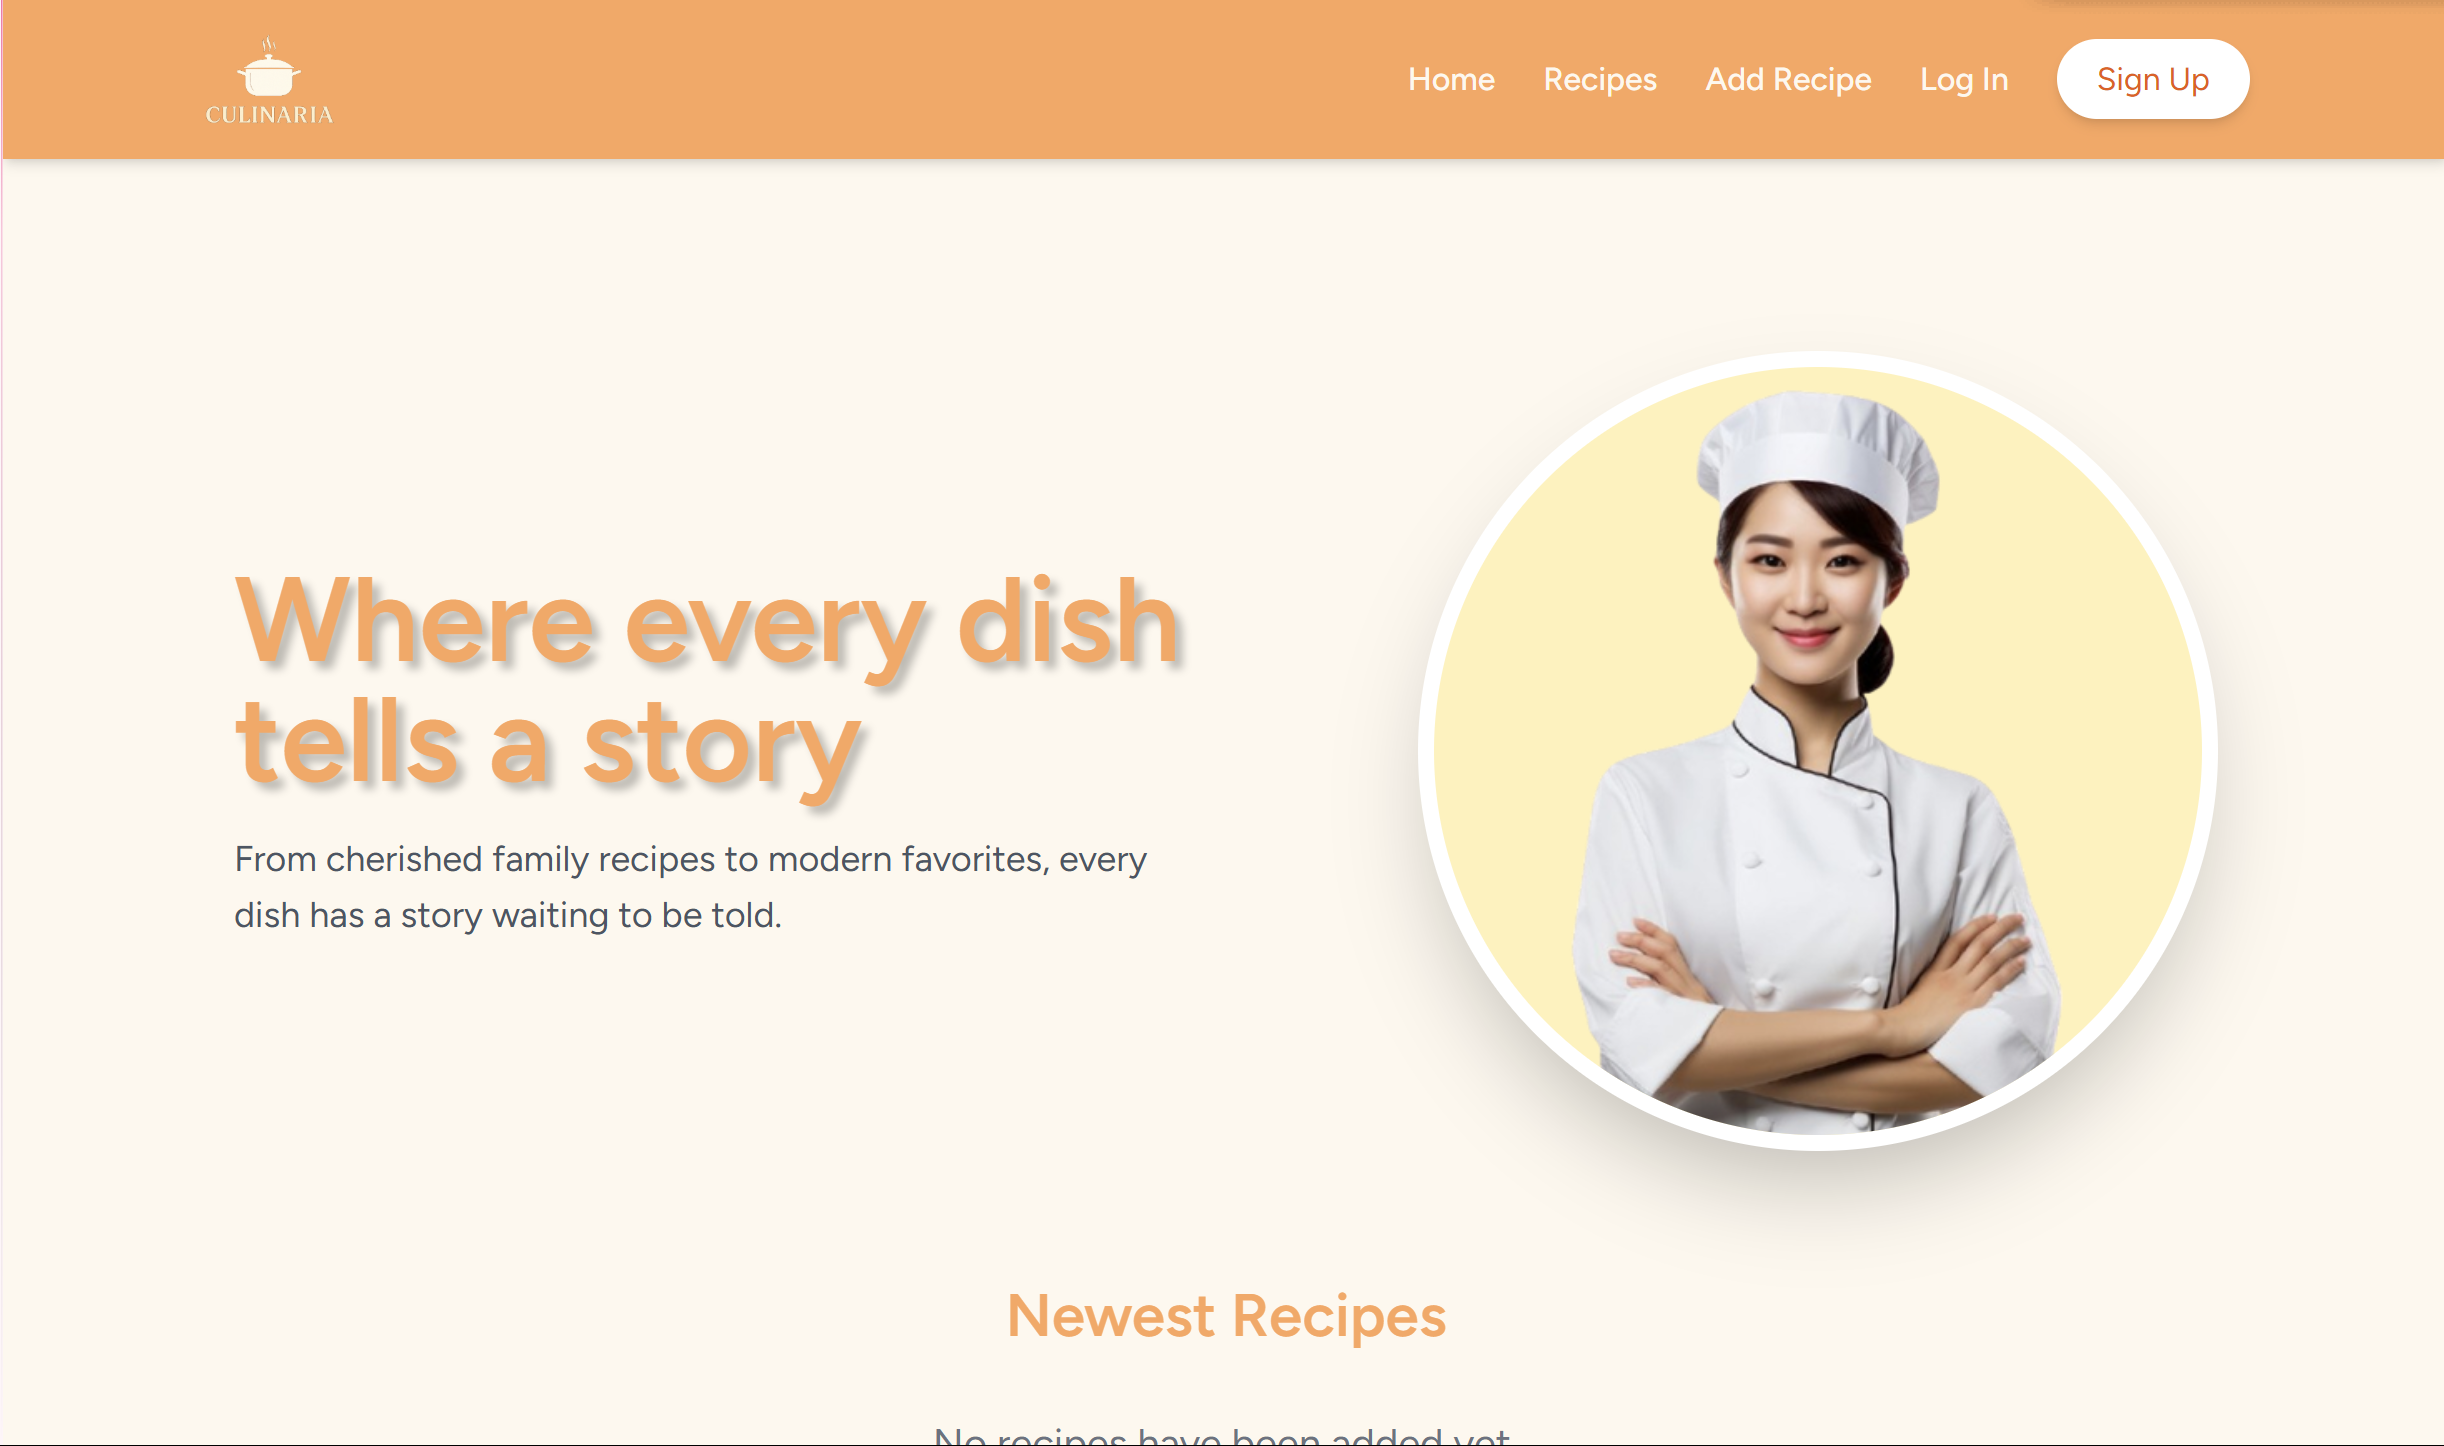 CULINARIA
Home Recipes Add Recipe Log In Sign Up
Where every dish
tells a story
From cherished family recipes to modern favorites, every
dish has a story waiting to be told.
Newest Recipes
No recipes have been added yet